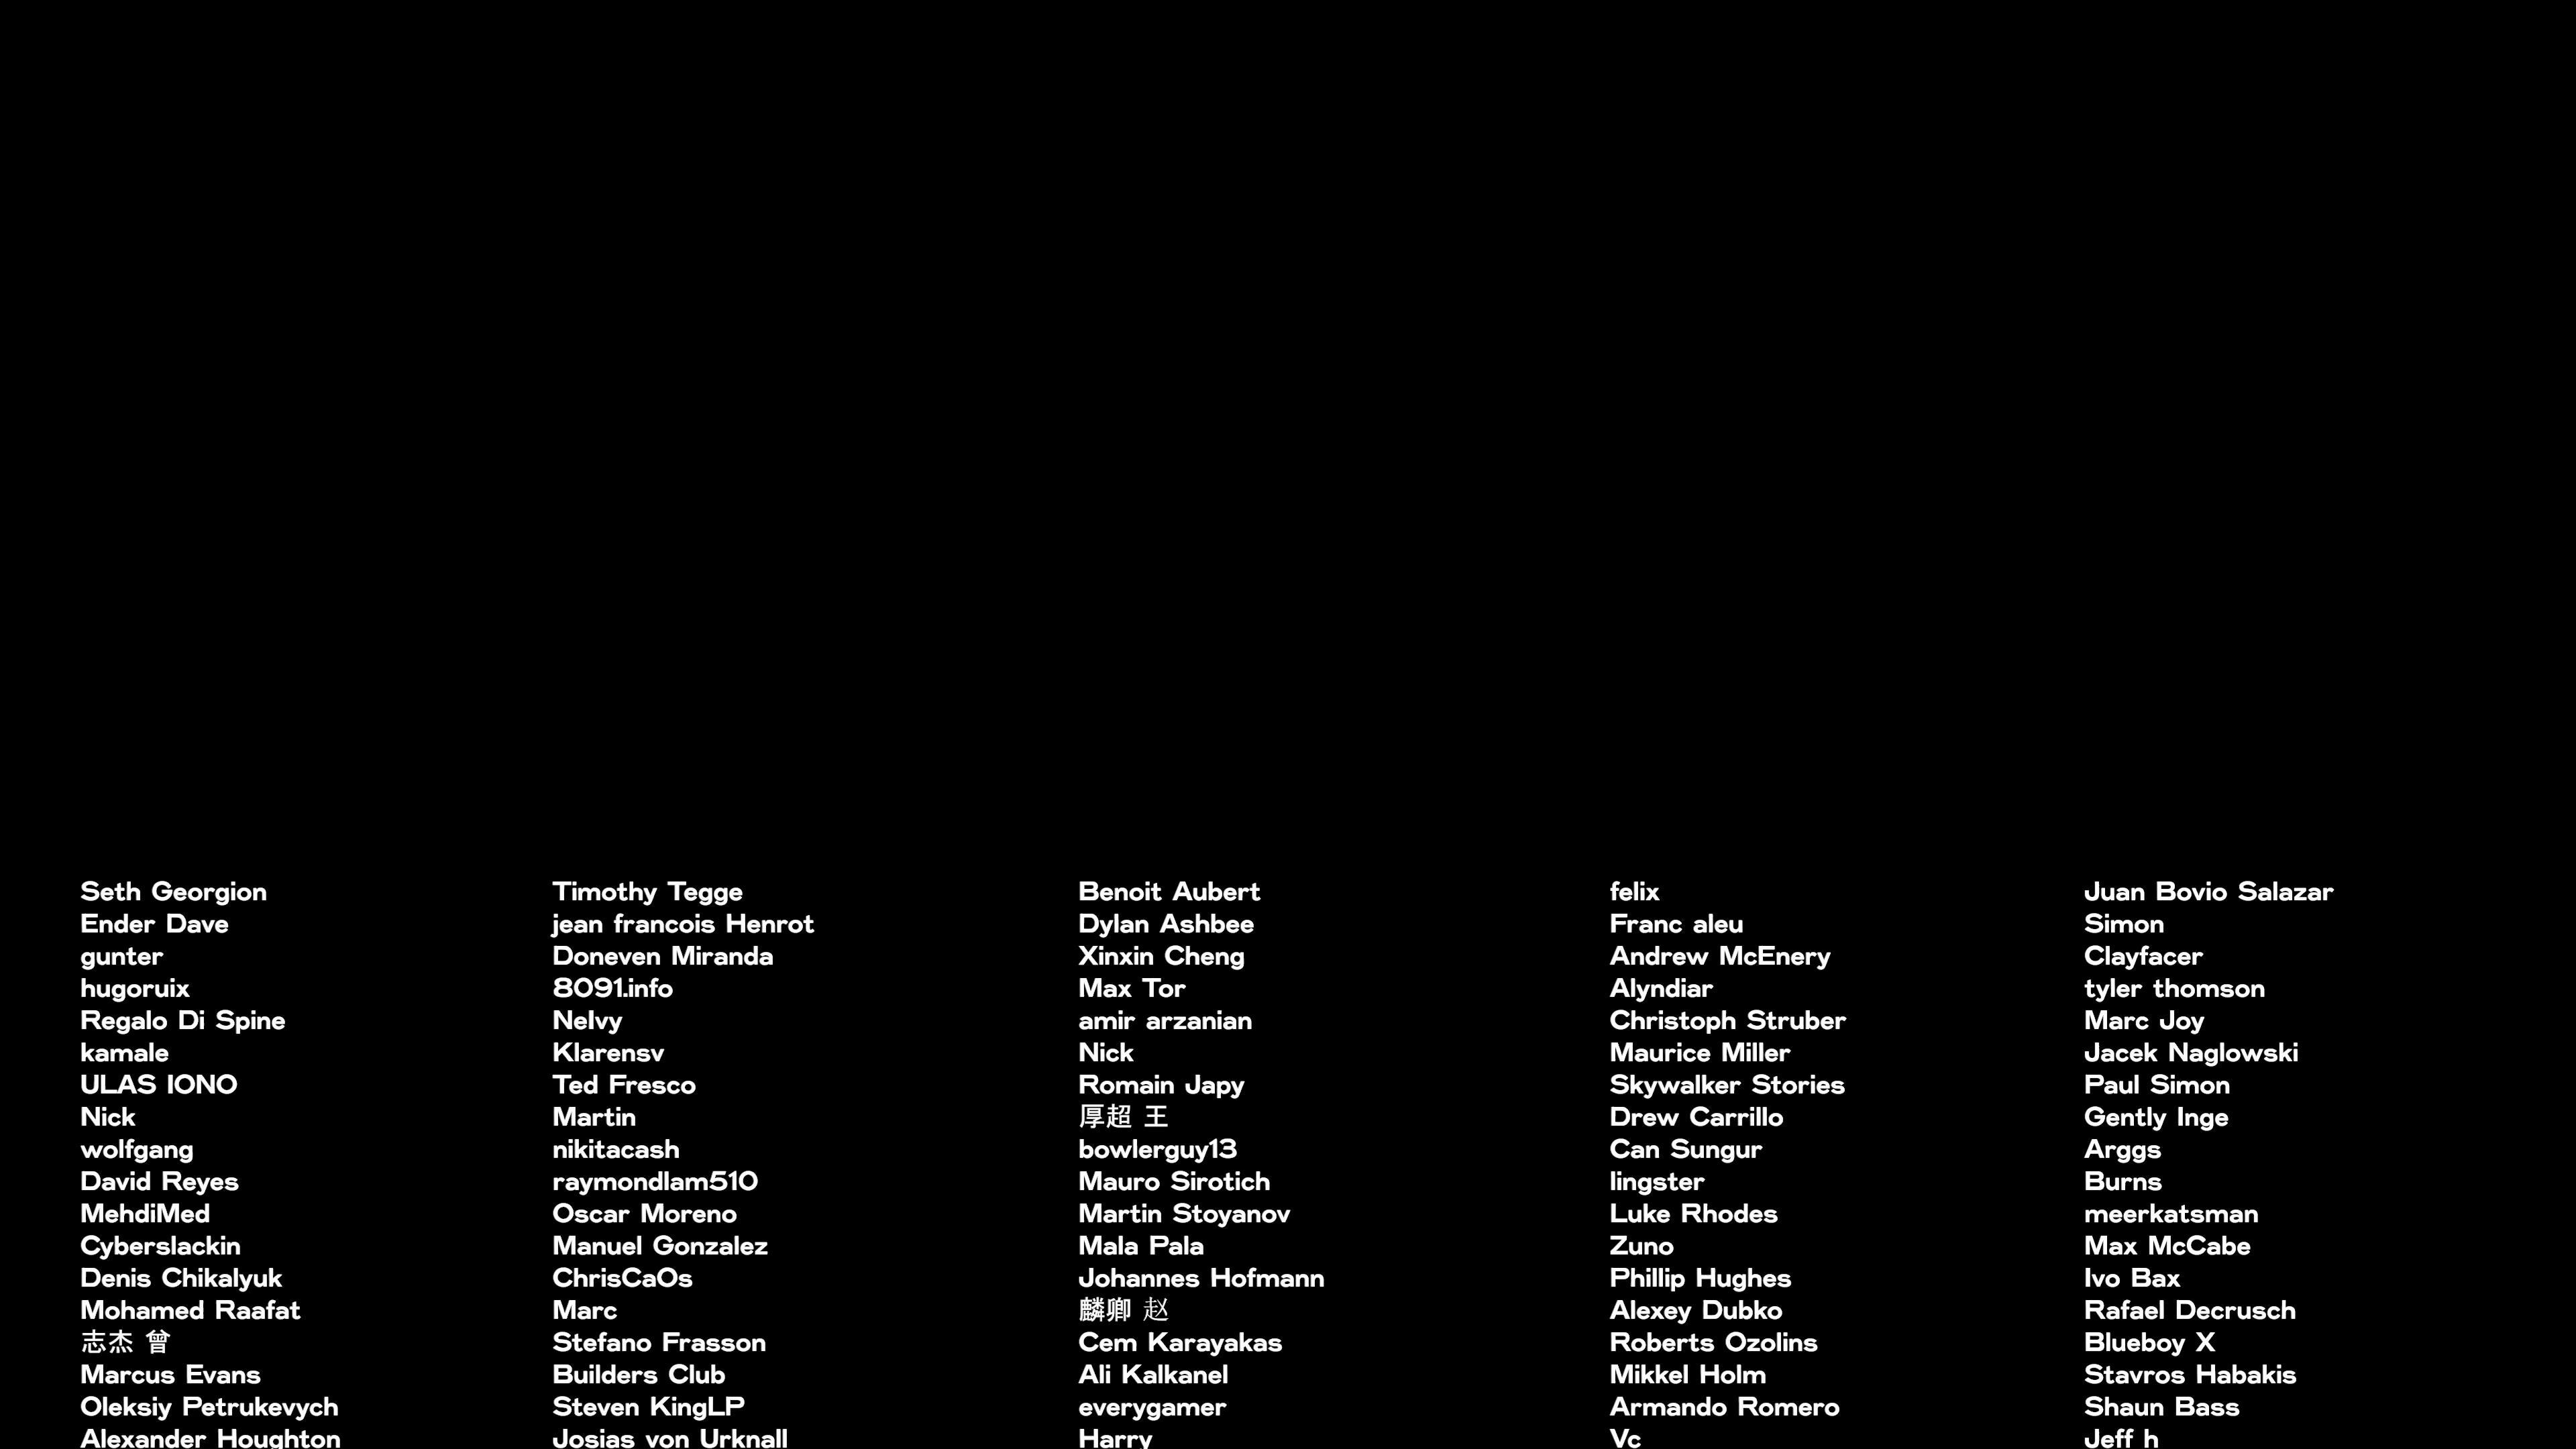 Seth Georgion
Ender Dave
gunter
hugoruix
Regalo Di Spine
kamale
ULAS IONO
Nick
wolfgang
David Reyes
MehdiMed
Cyberslackin
Denis Chikalyuk
Mohamed Raafat
志杰 曾
Marcus Evans
Oleksiy Petrukevych
Alexander Houghton
Timothy Tegge
jean francois Henrot
Doneven Miranda
8091.info
Nelvy
Klarensv
Ted Fresco
Martin
nikitacash
raymondlam510
Oscar Moreno
Manuel Gonzalez
ChrisCaOs
Marc
Stefano Frasson
Builders Club
Steven KingLP
Josias von Urknall
Benoit Aubert
Dylan Ashbee
Xinxin Cheng
Max Tor
amir arzanian
Nick
Romain Japy
厚超 王
bowlerguy13
Mauro Sirotich
Martin Stoyanov
Mala Pala
Johannes Hofmann
麟卿 赵
Cem Karayakas
Ali Kalkanel
everygamer
Harry
felix
Franc aleu
Andrew McEnery
Alyndiar
Christoph Struber
Maurice Miller
Skywalker Stories
Drew Carrillo
Can Sungur
lingster
Luke Rhodes
Zuno
Phillip Hughes
Alexey Dubko
Roberts Ozolins
Mikkel Holm
Armando Romero
Vc
Juan Bovio Salazar
Simon
Clayfacer
tyler thomson
Marc Joy
Jacek Naglowski
Paul Simon
Gently Inge
Arggs
Burns
meerkatsman
Max McCabe
Ivo Bax
Rafael Decrusch
Blueboy X
Stavros Habakis
Shaun Bass
Jeff h